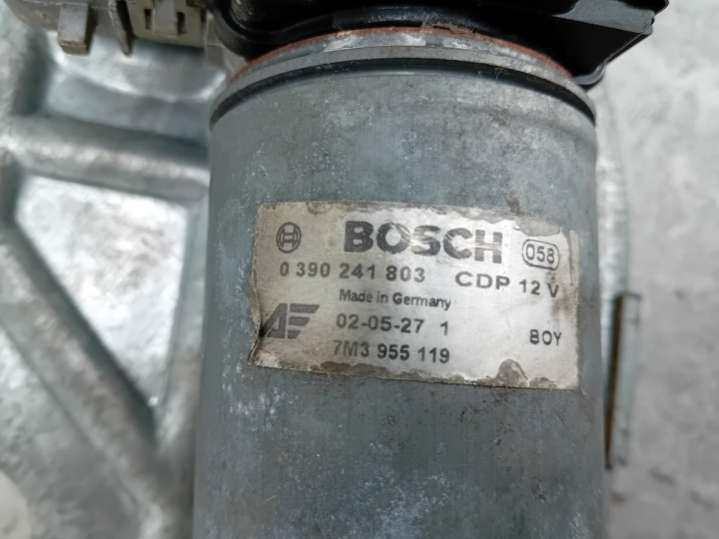 BOSCH 058
0 390 241 803 CDP 12 V
Made in Germany
02-05-27 1 BOY
7M3 955 119